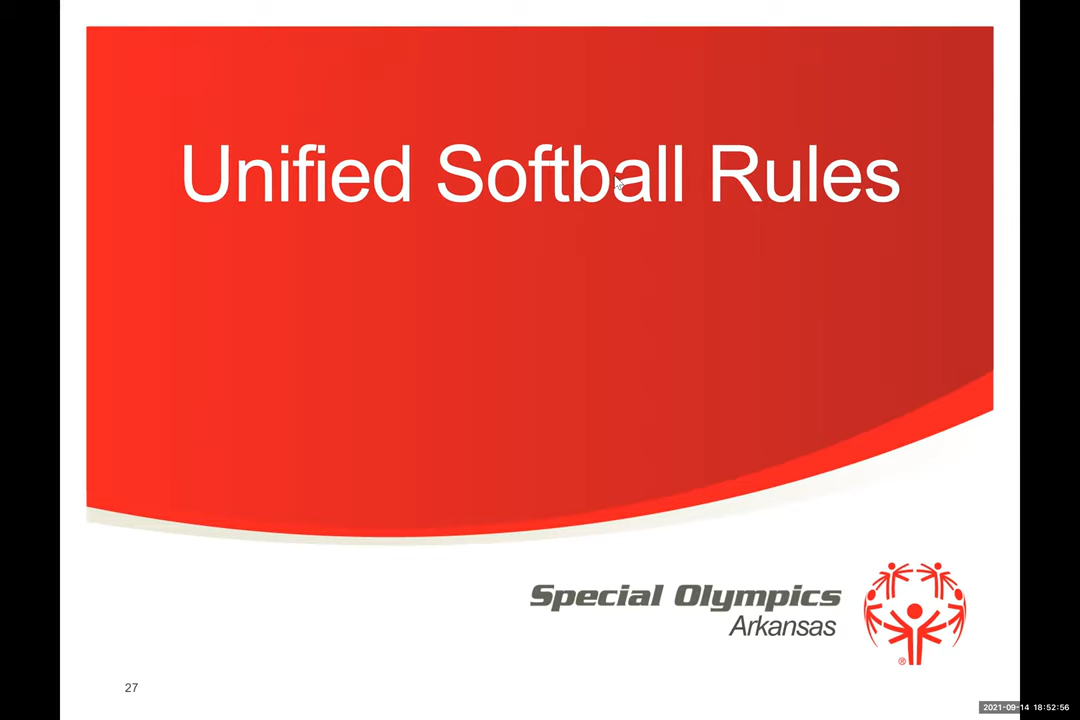 Unified Softball Rules
Special Olympics
Arkansas
®
27
2021-09-14 18:52:56